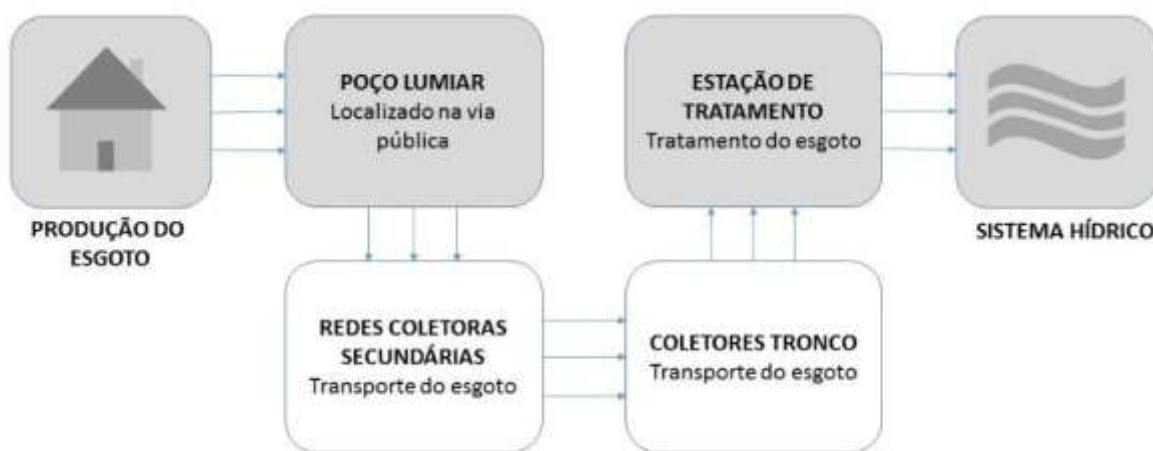 PRODUÇÃO DO
ESGOTO
POÇO LUMIAR
Localizado na via
pública
REDES COLETORAS
SECUNDÁRIAS
Transporte do esgoto
COLETORES TRONCO
Transporte do esgoto
ESTAÇÃO DE
TRATAMENTO
Tratamento do esgoto
SISTEMA HÍDRICO